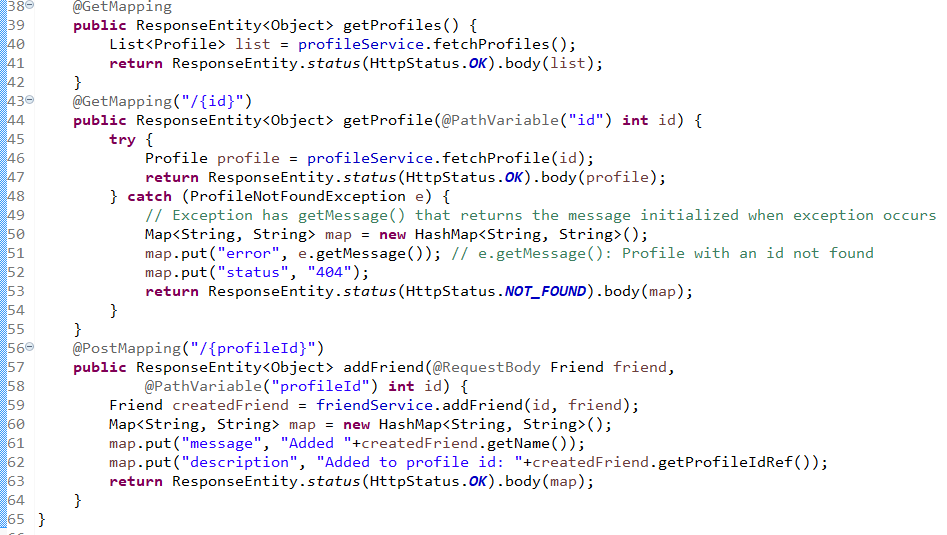 38 @GetMapping
39 public ResponseEntity<Object> getProfiles() {
40 List<Profile> list = profileService.fetchProfiles();
41 return ResponseEntity.status(HttpStatus.OK).body(list);
42 }
43 @GetMapping("/{id}")
44 public ResponseEntity<Object> getProfile(@PathVariable("id") int id) {
45 try {
46 Profile profile = profileService.fetchProfile(id);
47 return ResponseEntity.status(HttpStatus.OK).body(profile);
48 } catch (ProfileNotFoundException e) {
49 // Exception has getMessage() that returns the message initialized when exception occurs
50 Map<String, String> map = new HashMap<String, String>();
51 map.put("error", e.getMessage()); // e.getMessage(): Profile with an id not found
52 map.put("status", "404");
53 return ResponseEntity.status(HttpStatus.NOT_FOUND).body(map);
54 }
55 }
56 @PostMapping("/{profileId}")
57 public ResponseEntity<Object> addFriend(@RequestBody Friend friend,
58 @PathVariable("profileId") int id) {
59 Friend createdFriend = friendService.addFriend(id, friend);
60 Map<String, String> map = new HashMap<String, String>();
61 map.put("message", "Added "+createdFriend.getName());
62 map.put("description", "Added to profile id: "+createdFriend.getProfileIdRef());
63 return ResponseEntity.status(HttpStatus.OK).body(map);
64 }
65 }